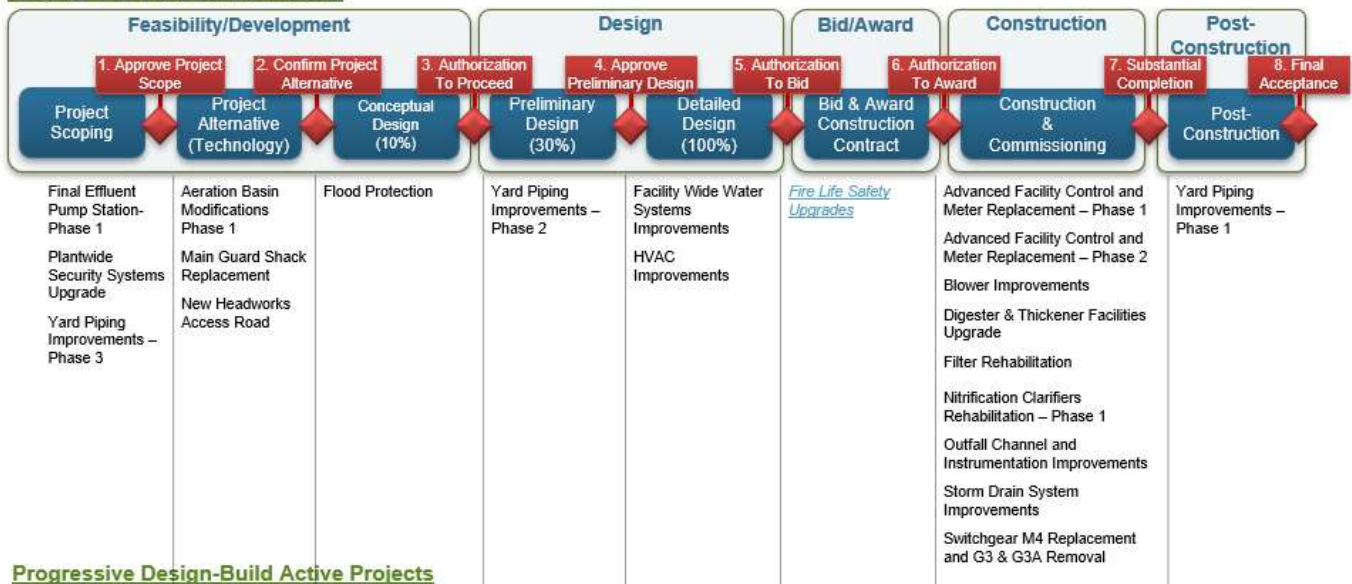 Feasibility/Development
Design
Bid/Award
Construction
Post-
Construction
1. Approve Project
Scope
2. Confirm Project
Alternative
3. Authorization
To Proceed
4. Approve
Preliminary Design
5. Authorization
To Bid
6. Authorization
To Award
7. Substantial
Completion
8. Final
Acceptance
Project
Scoping
Project
Alternative
(Technology)
Conceptual
Design
(10%)
Preliminary
Design
(30%)
Detailed
Design
(100%)
Bid & Award
Construction
Contract
Construction
&
Commissioning
Post-
Construction
Final Effluent
Pump Station-
Phase 1
Plantwide
Security Systems
Upgrade
Yard Piping
Improvements –
Phase 3
Aeration Basin
Modifications
Phase 1
Main Guard Shack
Replacement
New Headworks
Access Road
Flood Protection
Yard Piping
Improvements –
Phase 2
Facility Wide Water
Systems
Improvements
HVAC
Improvements
Fire Life Safety
Upgrades
Advanced Facility Control and
Meter Replacement – Phase 1
Advanced Facility Control and
Meter Replacement – Phase 2
Blower Improvements
Digester & Thickener Facilities
Upgrade
Filter Rehabilitation
Nitrification Clarifiers
Rehabilitation – Phase 1
Outfall Channel and
Instrumentation Improvements
Storm Drain System
Improvements
Switchgear M4 Replacement
and G3 & G3A Removal
Yard Piping
Improvements –
Phase 1
Progressive Design-Build Active Projects